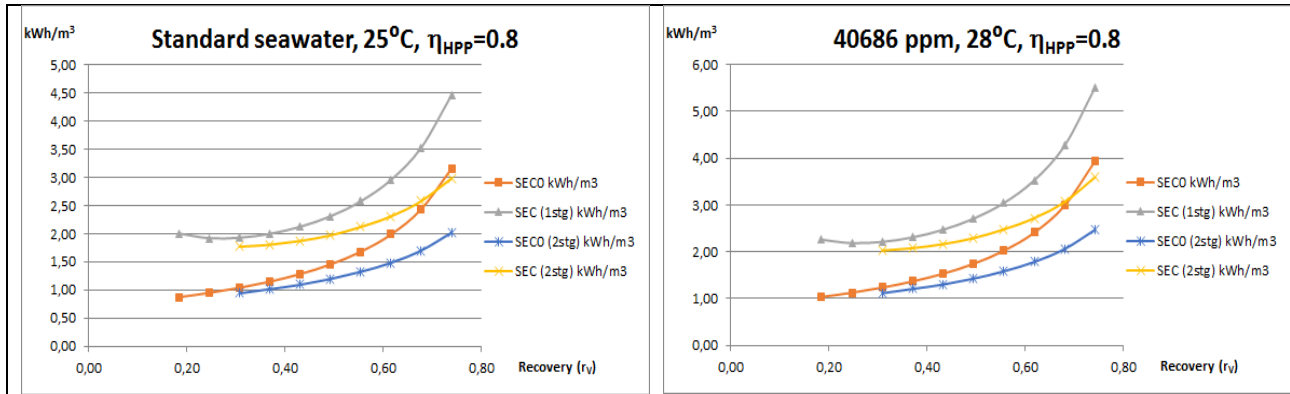 kWh/m³
Standard seawater, 25⁰C, ηHPP=0.8
5,00
4,50
4,00
3,50
3,00
2,50
2,00
1,50
1,00
0,50
0,00
0,00 0,20 0,40 0,60 0,80
Recovery (rV)
SEC0 kWh/m3
SEC (1stg) kWh/m3
SEC0 (2stg) kWh/m3
SEC (2stg) kWh/m3
kWh/m³
40686 ppm, 28⁰C, ηHPP=0.8
6,00
5,00
4,00
3,00
2,00
1,00
0,00
0,00 0,20 0,40 0,60 0,80
Recovery (rV)
SEC0 kWh/m3
SEC (1stg) kWh/m3
SEC0 (2stg) kWh/m3
SEC (2stg) kWh/m3